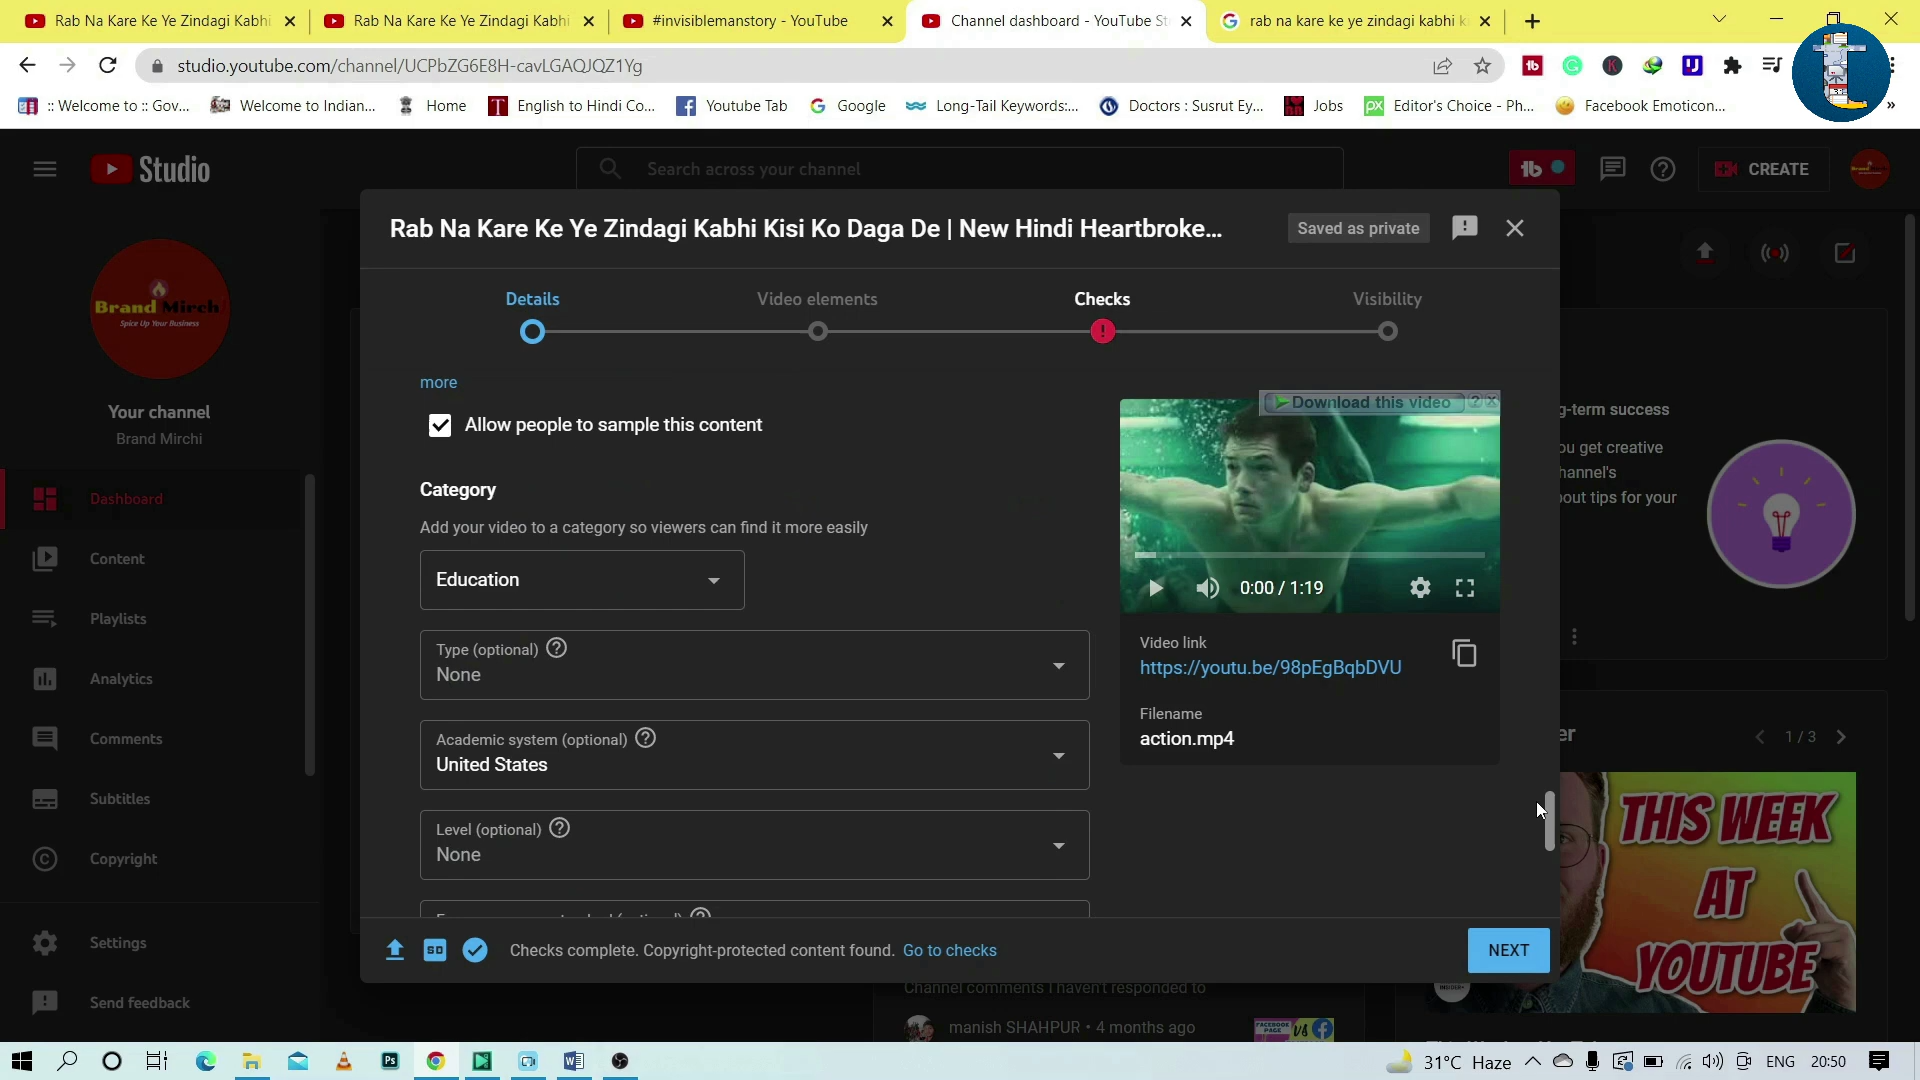 Rab Na Kare Ke Ye Zindagi Kabhi
Rab Na Kare Ke Ye Zindagi Kabhi
#invisiblemanstory - YouTube
Channel dashboard - YouTube St
rab na kare ke ye zindagi kabhi k
studio.youtube.com/channel/UCPbZG6E8H-cavLGAQJQZ1Yg
:: Welcome to :: Gov...
Welcome to Indian...
Home
English to Hindi Co...
Youtube Tab
Google
Long-Tail Keywords:...
Doctors : Susrut Ey...
Jobs
Editor's Choice - Ph...
Facebook Emoticon...
Studio
Search across your channel
CREATE
Rab Na Kare Ke Ye Zindagi Kabhi Kisi Ko Daga De | New Hindi Heartbroke...
Saved as private
Details
Video elements
Checks
Visibility
Brand Mirchi
Spice Up Your Business
Your channel
Brand Mirchi
Dashboard
Content
Playlists
Analytics
Comments
Subtitles
Copyright
Settings
Send feedback
more
Allow people to sample this content
Category
Add your video to a category so viewers can find it more easily
Education
Type (optional)
None
Academic system (optional)
United States
Level (optional)
None
Download this video
0:00 / 1:19
Video link
https://youtu.be/98pEgBqbDVU
Filename
action.mp4
g-term success
ou get creative
hannel's
out tips for your
er
1 / 3
THIS WEEK
AT
YOUTUBE
Checks complete. Copyright-protected content found. Go to checks
NEXT
Channel comments I haven't responded to
manish SHAHPUR • 4 months ago
31°C Haze
ENG
20:50